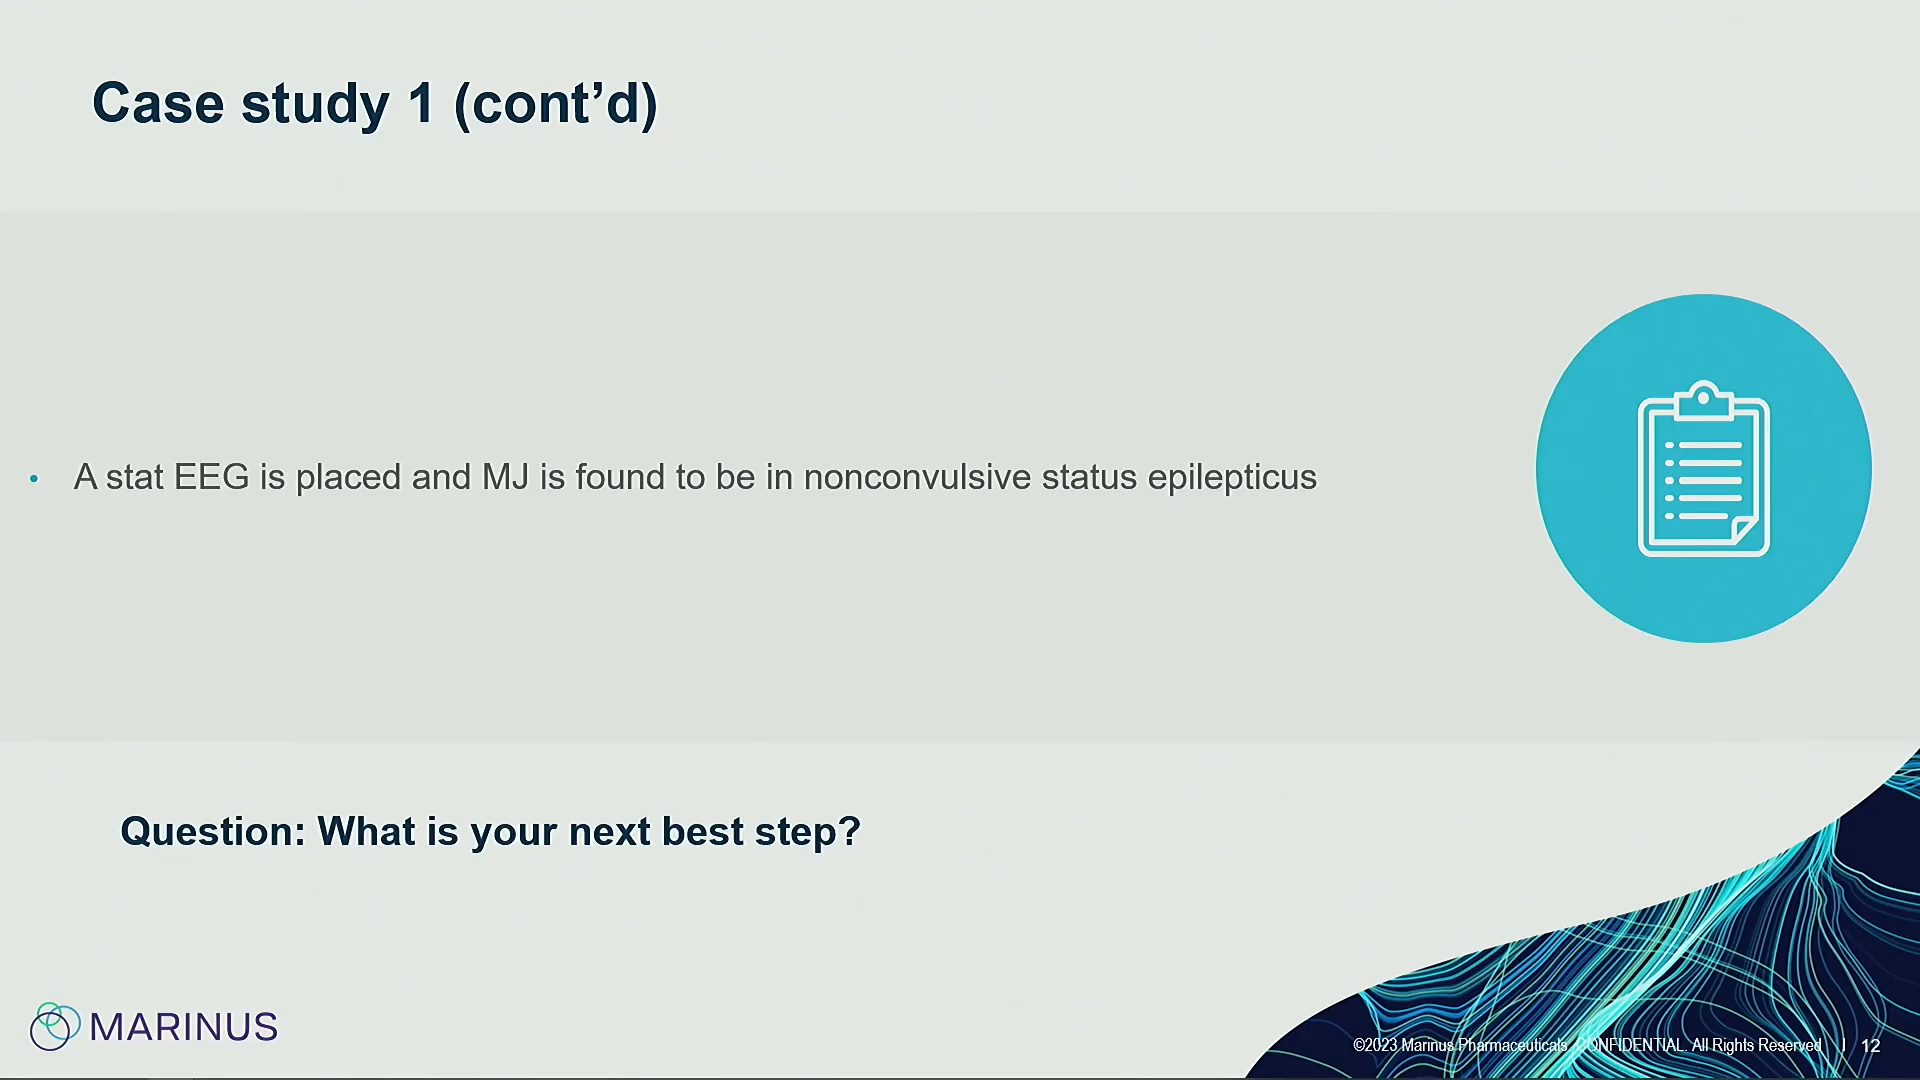 Case study 1 (cont’d)
• A stat EEG is placed and MJ is found to be in nonconvulsive status epilepticus
Question: What is your next best step?
MARINUS
©2023 Marinus Pharmaceuticals. CONFIDENTIAL. All Rights Reserved | 12